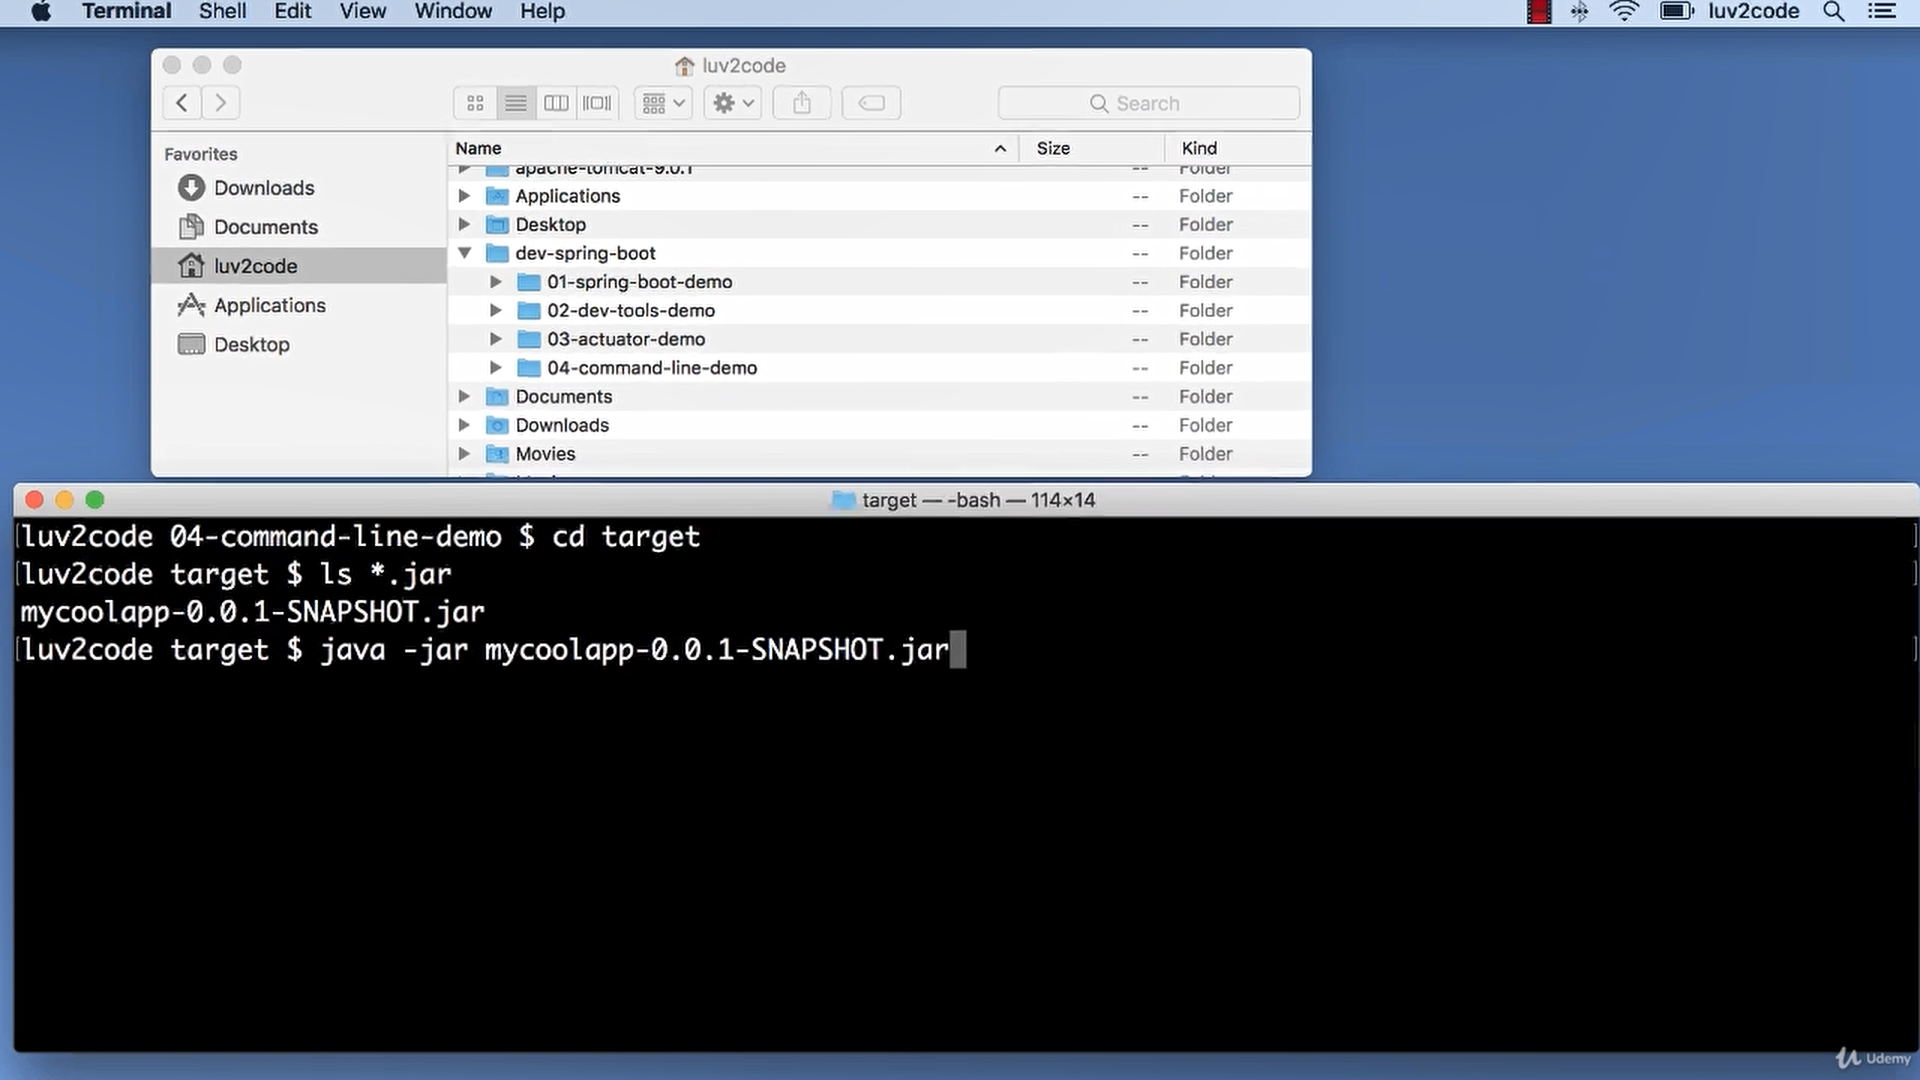 Terminal Shell Edit View Window Help luv2code
luv2code
Search
Favorites
Downloads
Documents
luv2code
Applications
Desktop
Name Size Kind
apache-tomcat-9.0.1 -- Folder
Applications -- Folder
Desktop -- Folder
dev-spring-boot -- Folder
01-spring-boot-demo -- Folder
02-dev-tools-demo -- Folder
03-actuator-demo -- Folder
04-command-line-demo -- Folder
Documents -- Folder
Downloads -- Folder
Movies -- Folder
target — -bash — 114×14
[luv2code 04-command-line-demo $ cd target ]
[luv2code target $ ls *.jar ]
mycoolapp-0.0.1-SNAPSHOT.jar
[luv2code target $ java -jar mycoolapp-0.0.1-SNAPSHOT.jar ]
Udemy